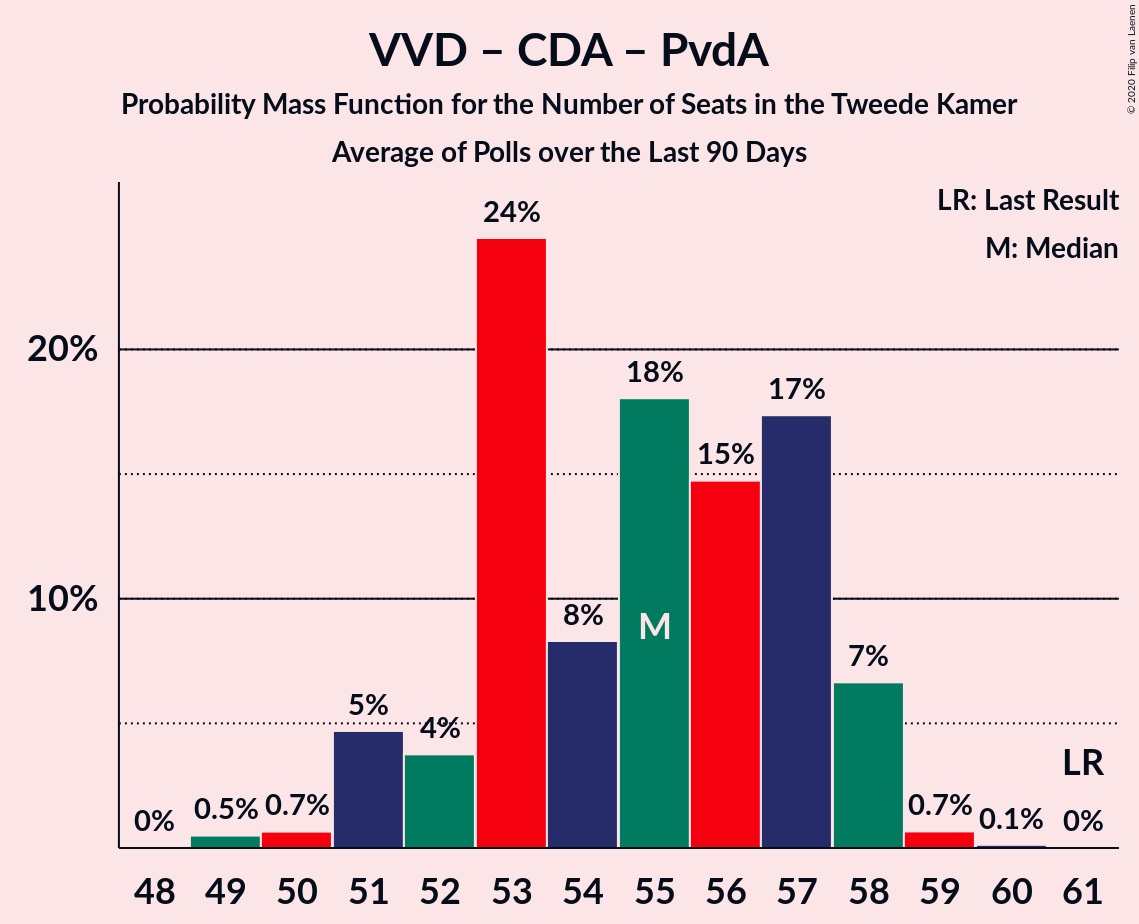 VVD – CDA – PvdA
Probability Mass Function for the Number of Seats in the Tweede Kamer
Average of Polls over the Last 90 Days
© 2020 Filip van Laenen
LR: Last Result
M: Median
24%
20%
18%
17%
15%
10%
8%
M
7%
5%
4%
LR
0%
0.5%
0.7%
0.7%
0.1%
0%
48 49 50 51 52 53 54 55 56 57 58 59 60 61